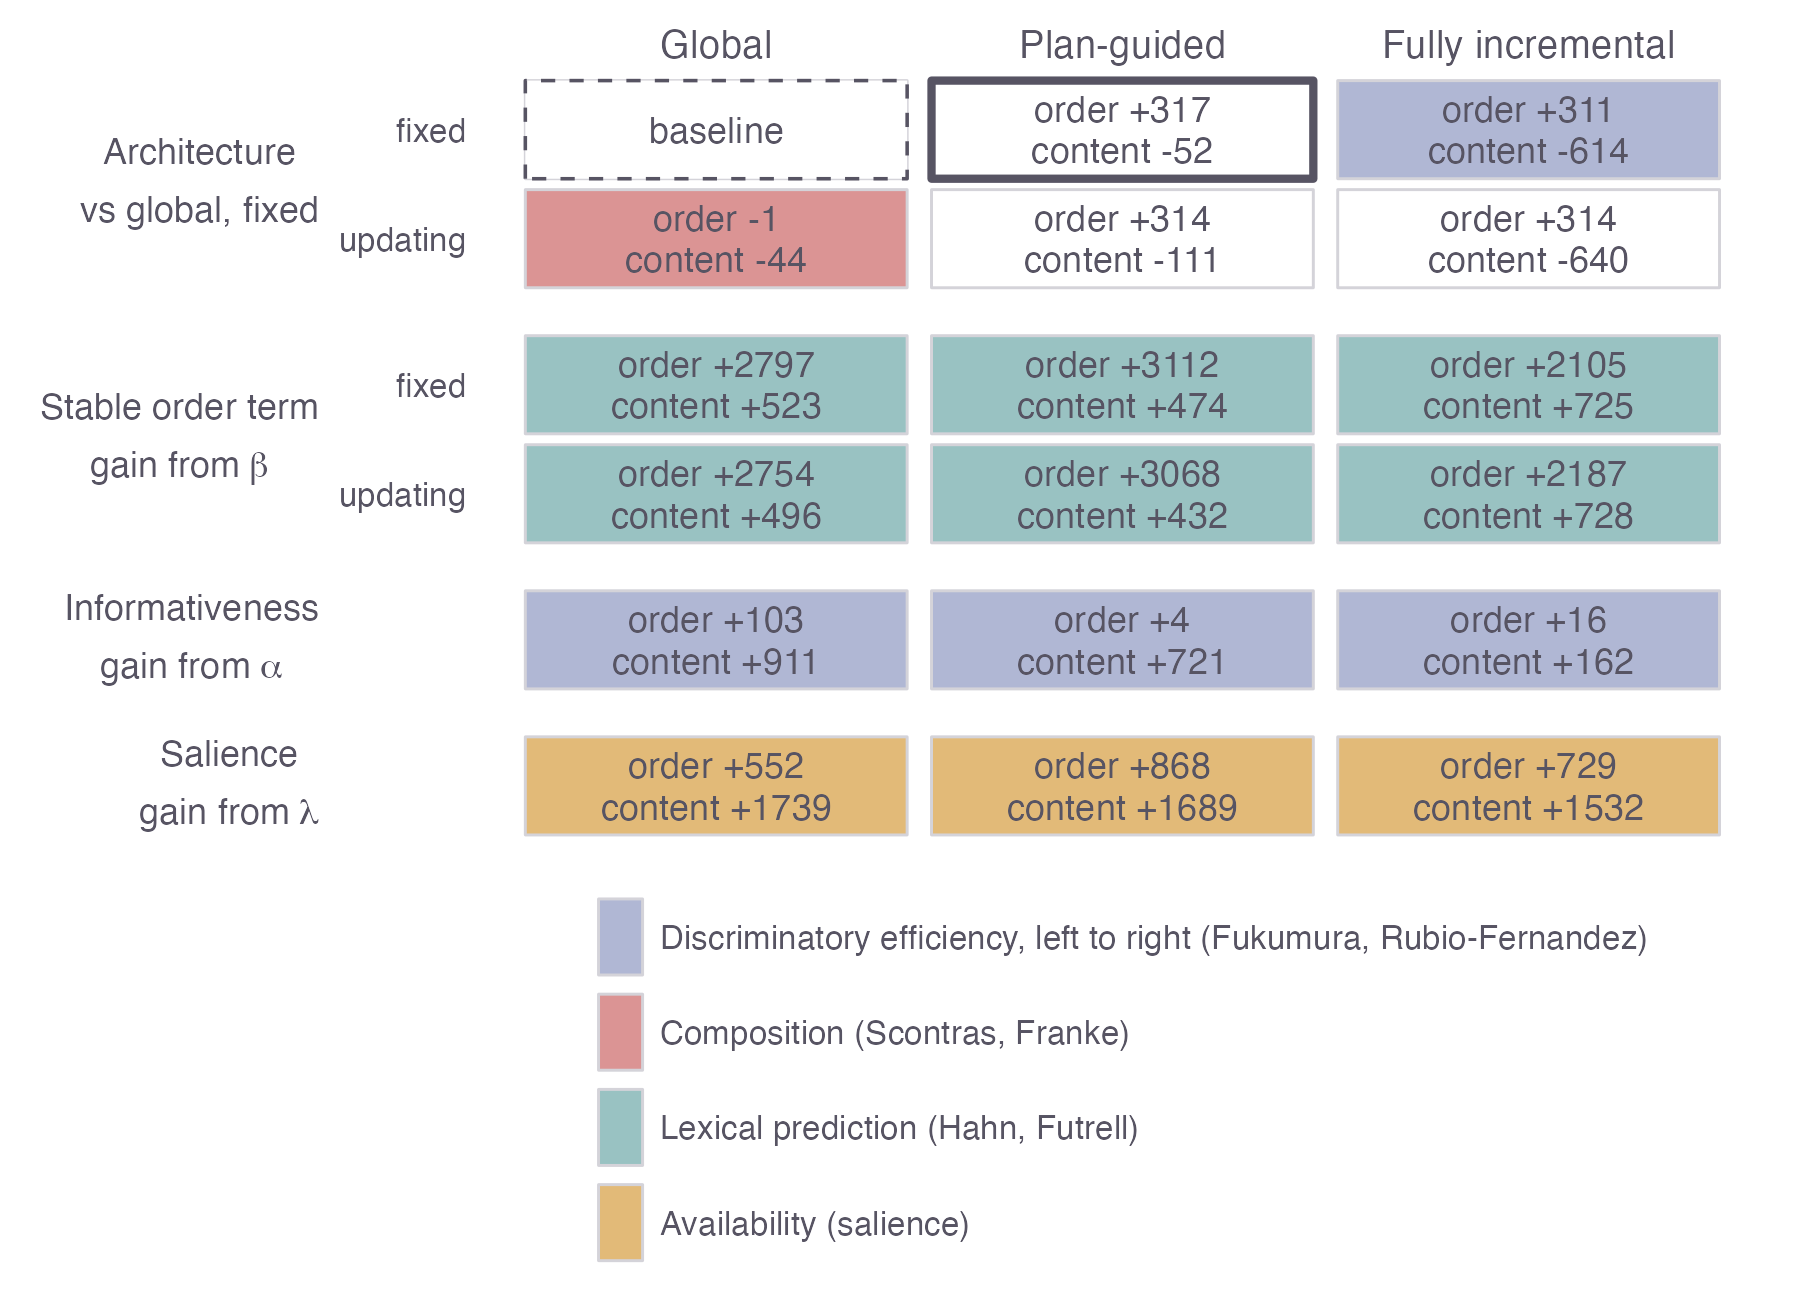 Global Plan-guided Fully incremental
Architecture
vs global, fixed
fixed
baseline
order +317
content -52
order +311
content -614
updating
order -1
content -44
order +314
content -111
order +314
content -640
Stable order term
gain from β
fixed
order +2797
content +523
order +3112
content +474
order +2105
content +725
updating
order +2754
content +496
order +3068
content +432
order +2187
content +728
Informativeness
gain from α
order +103
content +911
order +4
content +721
order +16
content +162
Salience
gain from λ
order +552
content +1739
order +868
content +1689
order +729
content +1532
Discriminatory efficiency, left to right (Fukumura, Rubio-Fernandez)
Composition (Scontras, Franke)
Lexical prediction (Hahn, Futrell)
Availability (salience)